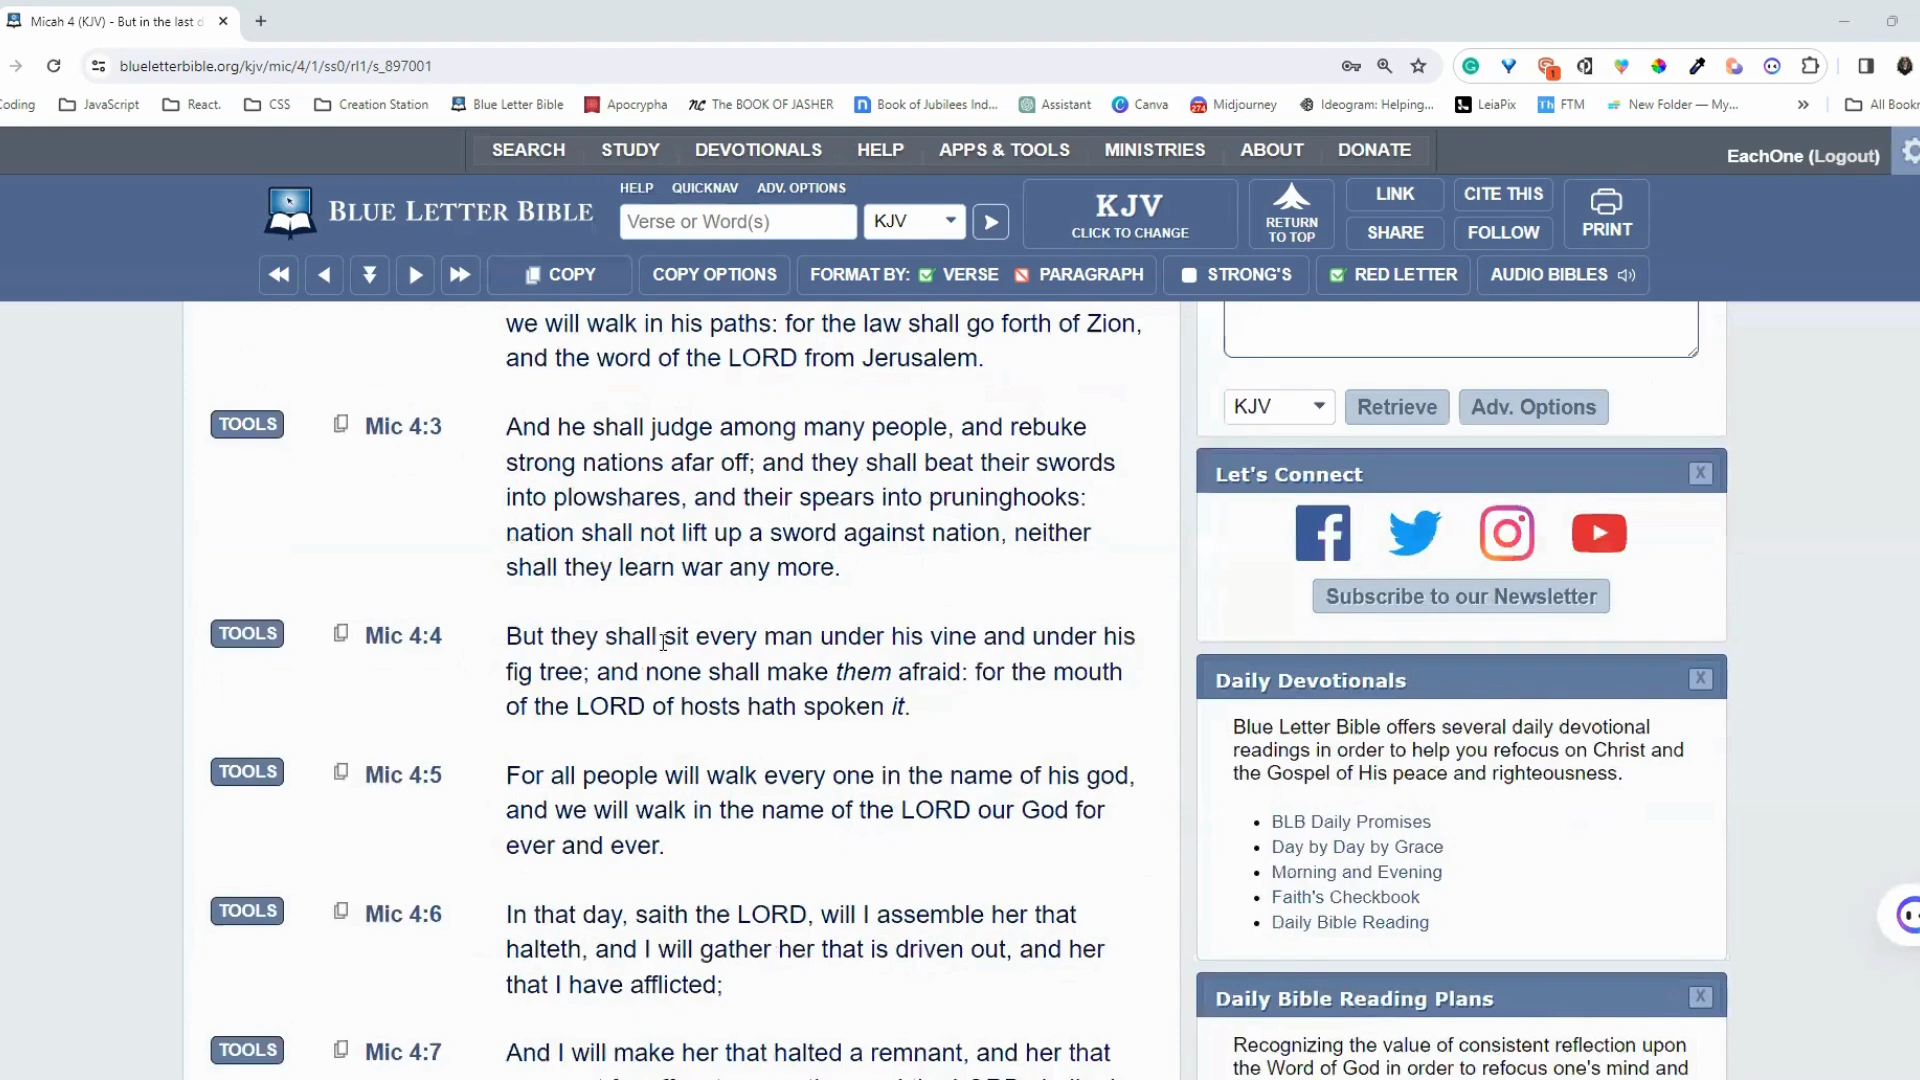 Micah 4 (KJV) - But in the last d
blueletterbible.org/kjv/mic/4/1/ss0/rl1/s_897001
oding JavaScript React. CSS Creation Station Blue Letter Bible Apocrypha The BOOK OF JASHER Book of Jubilees Ind... Assistant Canva Midjourney Ideogram: Helping... LeiaPix FTM New Folder — My... » All Bookr
SEARCH STUDY DEVOTIONALS HELP APPS & TOOLS MINISTRIES ABOUT DONATE
EachOne (Logout)
BLUE LETTER BIBLE
HELP QUICKNAV ADV. OPTIONS
Verse or Word(s) KJV
KJV
CLICK TO CHANGE
RETURN
TO TOP
LINK CITE THIS
SHARE FOLLOW
PRINT
COPY COPY OPTIONS FORMAT BY: VERSE PARAGRAPH STRONG'S RED LETTER AUDIO BIBLES
we will walk in his paths: for the law shall go forth of Zion,
and the word of the LORD from Jerusalem.
TOOLS Mic 4:3 And he shall judge among many people, and rebuke
strong nations afar off; and they shall beat their swords
into plowshares, and their spears into pruninghooks:
nation shall not lift up a sword against nation, neither
shall they learn war any more.
TOOLS Mic 4:4 But they shall sit every man under his vine and under his
fig tree; and none shall make them afraid: for the mouth
of the LORD of hosts hath spoken it.
TOOLS Mic 4:5 For all people will walk every one in the name of his god,
and we will walk in the name of the LORD our God for
ever and ever.
TOOLS Mic 4:6 In that day, saith the LORD, will I assemble her that
halteth, and I will gather her that is driven out, and her
that I have afflicted;
TOOLS Mic 4:7 And I will make her that halted a remnant, and her that
KJV Retrieve Adv. Options
Let's Connect X
Subscribe to our Newsletter
Daily Devotionals X
Blue Letter Bible offers several daily devotional
readings in order to help you refocus on Christ and
the Gospel of His peace and righteousness.
• BLB Daily Promises
• Day by Day by Grace
• Morning and Evening
• Faith's Checkbook
• Daily Bible Reading
Daily Bible Reading Plans X
Recognizing the value of consistent reflection upon
the Word of God in order to refocus one's mind and